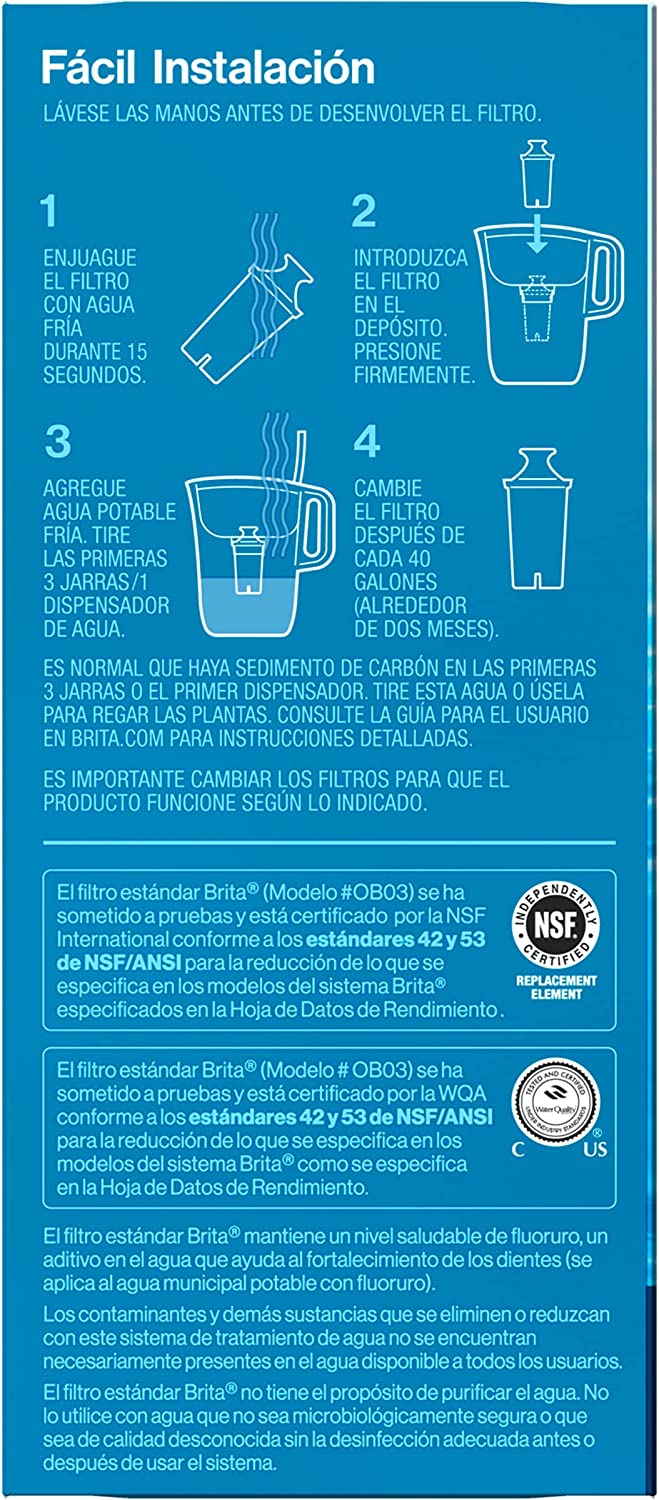 Fácil Instalación
LÁVESE LAS MANOS ANTES DE DESENVOLVER EL FILTRO.
1
ENJUAGUE
EL FILTRO
CON AGUA
FRÍA
DURANTE 15
SEGUNDOS.
2
INTRODUZCA
EL FILTRO
EN EL
DEPÓSITO.
PRESIONE
FIRMEMENTE.
3
AGREGUE
AGUA POTABLE
FRÍA. TIRE
LAS PRIMERAS
3 JARRAS/1
DISPENSADOR
DE AGUA.
4
CAMBIE
EL FILTRO
DESPUÉS DE
CADA 40
GALONES
(ALREDEDOR
DE DOS MESES).
ES NORMAL QUE HAYA SEDIMENTO DE CARBÓN EN LAS PRIMERAS
3 JARRAS O EL PRIMER DISPENSADOR. TIRE ESTA AGUA O ÚSELA
PARA REGAR LAS PLANTAS. CONSULTE LA GUÍA PARA EL USUARIO
EN BRITA.COM PARA INSTRUCCIONES DETALLADAS.
ES IMPORTANTE CAMBIAR LOS FILTROS PARA QUE EL
PRODUCTO FUNCIONE SEGÚN LO INDICADO.
El filtro estándar Brita® (Modelo #OB03) se ha
sometido a pruebas y está certificado por la NSF
International conforme a los estándares 42 y 53
de NSF/ANSI para la reducción de lo que se
especifica en los modelos del sistema Brita®
especificados en la Hoja de Datos de Rendimiento.
INDEPENDENTLY
NSF.
CERTIFIED
REPLACEMENT
ELEMENT
El filtro estándar Brita® (Modelo # OB03) se ha
sometido a pruebas y está certificado por la WQA
conforme a los estándares 42 y 53 de NSF/ANSI
para la reducción de lo que se especifica en los
modelos del sistema Brita® como se especifica
en la Hoja de Datos de Rendimiento.
TESTED AND CERTIFIED
Water Quality
UNDER INDUSTRY STANDARDS
C US
®
El filtro estándar Brita® mantiene un nivel saludable de fluoruro, un
aditivo en el agua que ayuda al fortalecimiento de los dientes (se
aplica al agua municipal potable con fluoruro).
Los contaminantes y demás sustancias que se eliminen o reduzcan
con este sistema de tratamiento de agua no se encuentran
necesariamente presentes en el agua disponible a todos los usuarios.
El filtro estándar Brita® no tiene el propósito de purificar el agua. No
lo utilice con agua que no sea microbiológicamente segura o que
sea de calidad desconocida sin la desinfección adecuada antes o
después de usar el sistema.